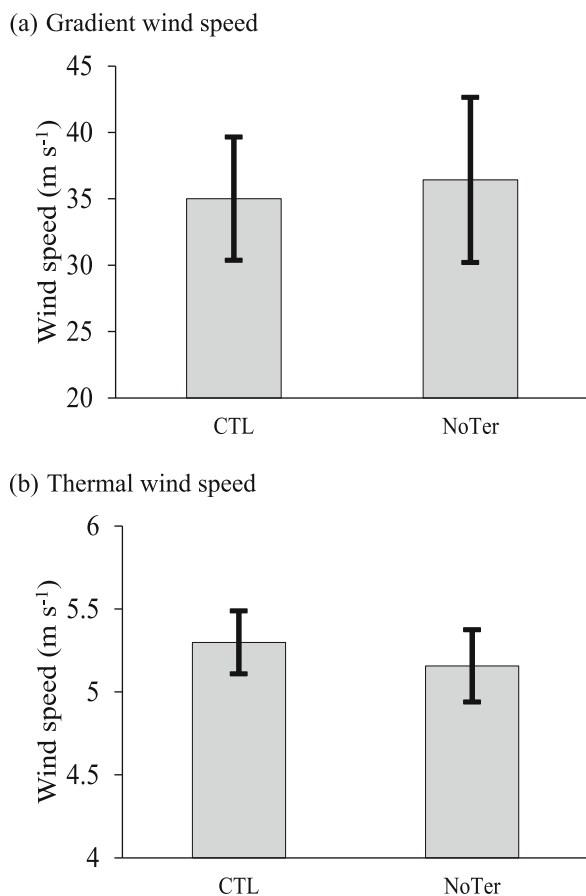 (a) Gradient wind speed
Wind speed (m s⁻¹)
45
40
35
30
25
20
CTL
NoTer
(b) Thermal wind speed
Wind speed (m s⁻¹)
6
5.5
5
4.5
4
CTL
NoTer